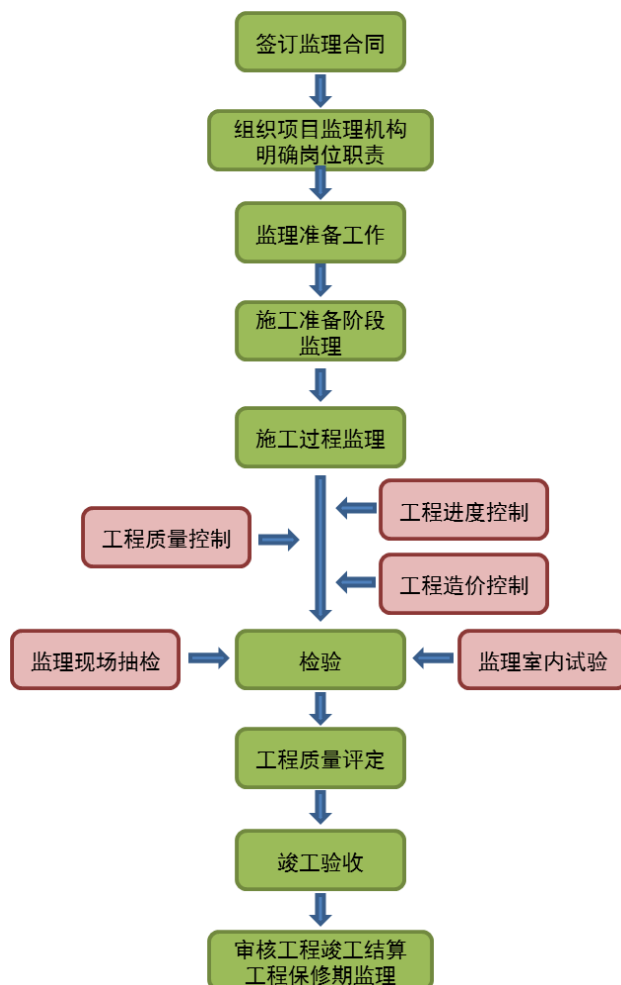 签订监理合同
组织项目监理机构
明确岗位职责
监理准备工作
施工准备阶段
监理
施工过程监理
工程进度控制
工程质量控制
工程造价控制
监理现场抽检
检验
监理室内试验
工程质量评定
竣工验收
审核工程竣工结算
工程保修期监理